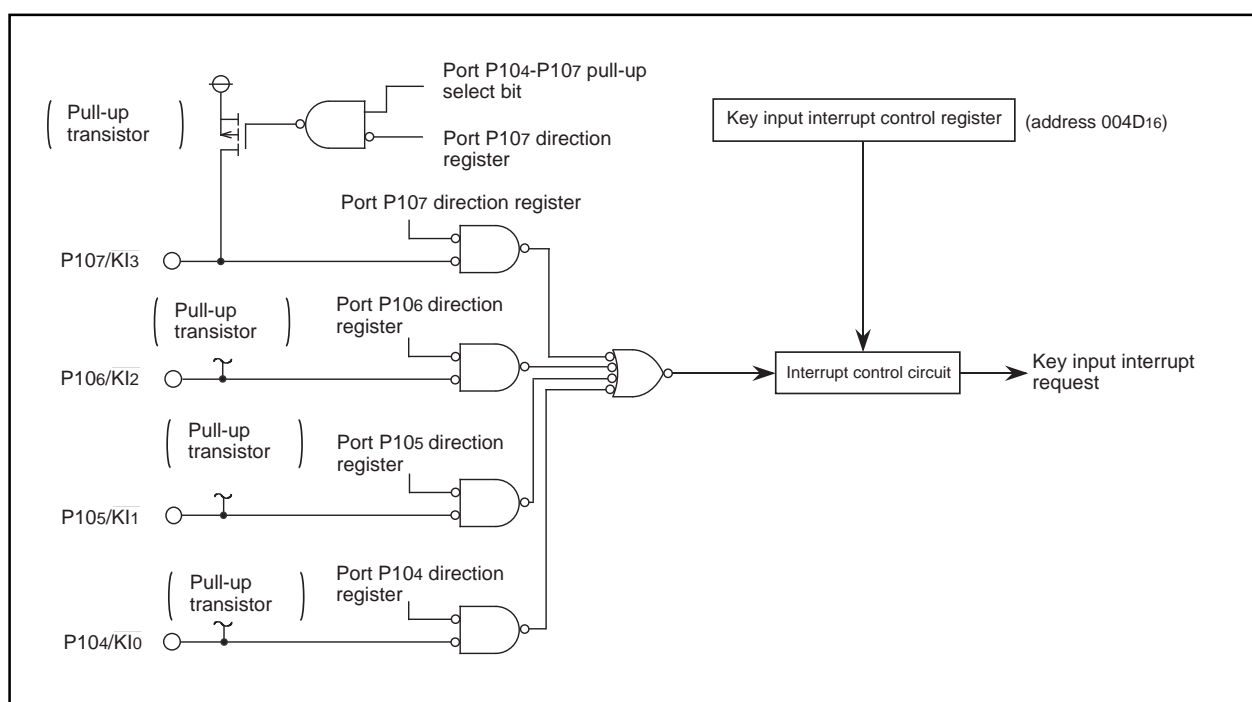 Port P104-P107 pull-up
select bit
( Pull-up
transistor )
Port P107 direction
register
Key input interrupt control register
(address 004D16)
Port P107 direction register
P107/KI3
( Pull-up
transistor )
Port P106 direction
register
P106/KI2
Interrupt control circuit
Key input interrupt
request
( Pull-up
transistor )
Port P105 direction
register
P105/KI1
( Pull-up
transistor )
Port P104 direction
register
P104/KI0